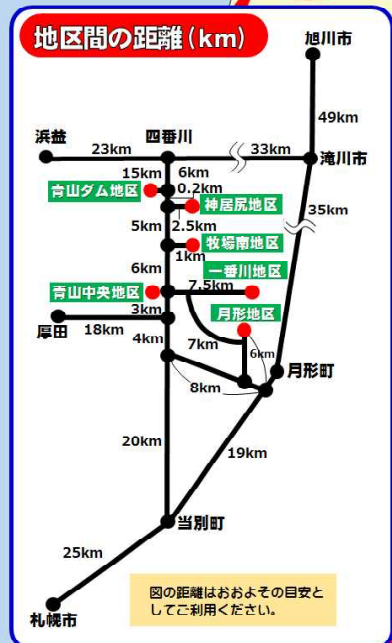 地区間の距離(km)
旭川市
49km
浜益
四番川
23km
33km
滝川市
15km
6km
35km
青山ダム地区
0.2km
神居尻地区
5km
2.5km
牧場南地区
1km
6km
一番川地区
青山中央地区
7.5km
3km
月形地区
厚田
18km
4km
7km
6km
月形町
8km
20km
19km
当別町
25km
札幌市
図の距離はおおよその目安と
してご利用ください。